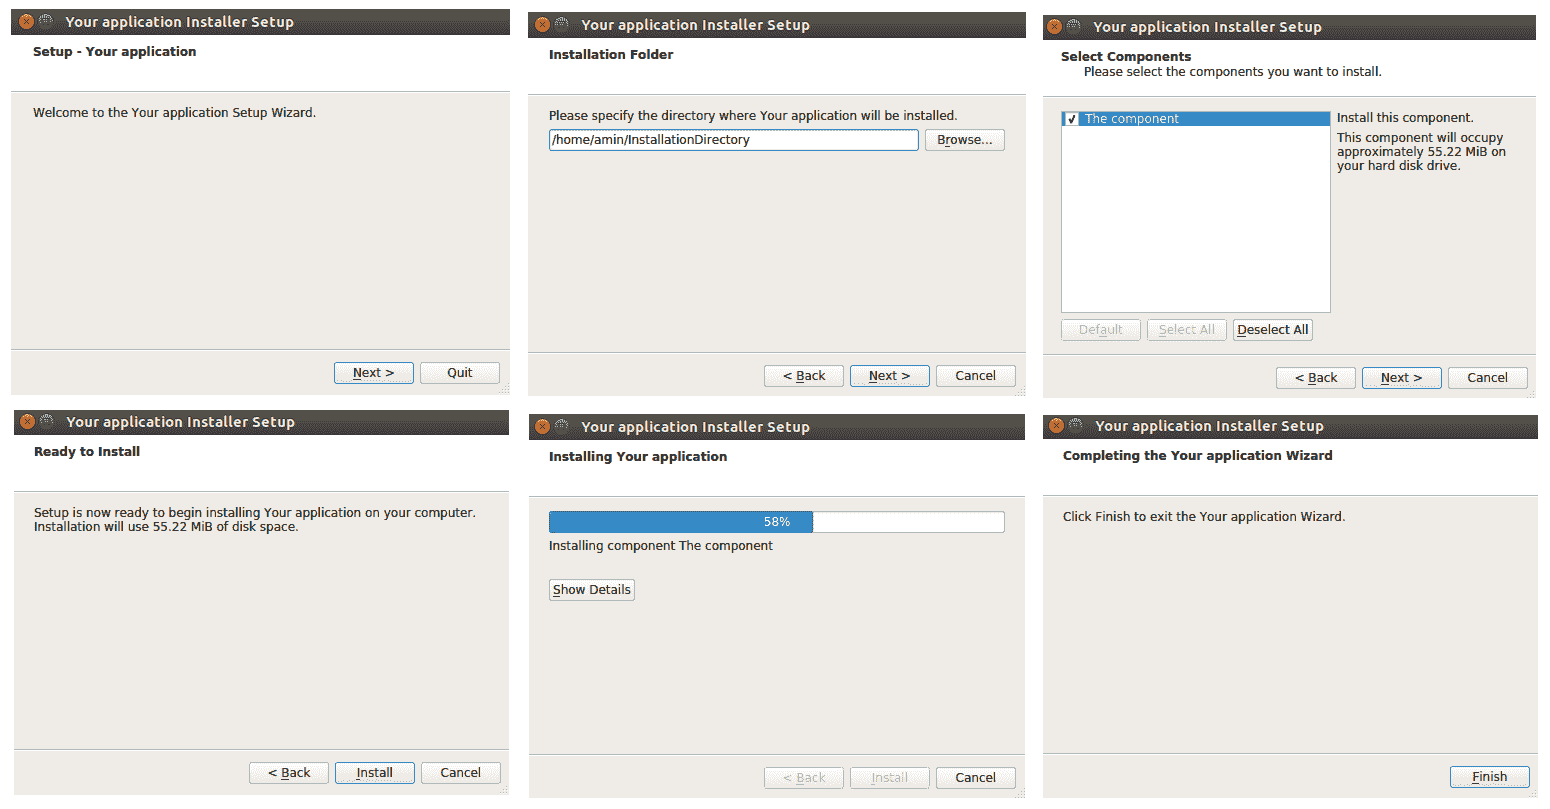 Your application Installer Setup
Setup - Your application
Welcome to the Your application Setup Wizard.
Next >
Quit
Your application Installer Setup
Installation Folder
Please specify the directory where Your application will be installed.
/home/amin/InstallationDirectory
Browse...
< Back
Next >
Cancel
Your application Installer Setup
Select Components
Please select the components you want to install.
The component
Install this component.
This component will occupy
approximately 55.22 MiB on
your hard disk drive.
Default
Select All
Deselect All
< Back
Next >
Cancel
Your application Installer Setup
Ready to Install
Setup is now ready to begin installing Your application on your computer.
Installation will use 55.22 MiB of disk space.
< Back
Install
Cancel
Your application Installer Setup
Installing Your application
58%
Installing component The component
Show Details
< Back
Install
Cancel
Your application Installer Setup
Completing the Your application Wizard
Click Finish to exit the Your application Wizard.
Finish